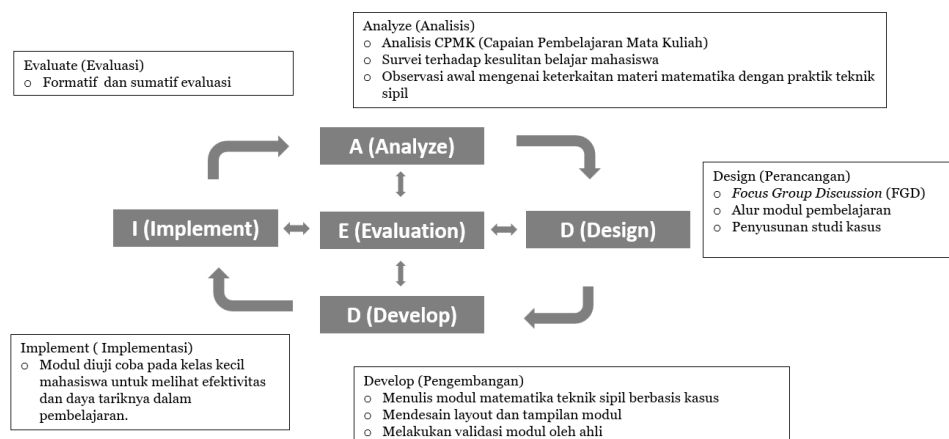 Analyze (Analisis)
○ Analisis CPMK (Capaian Pembelajaran Mata Kuliah)
○ Survei terhadap kesulitan belajar mahasiswa
○ Observasi awal mengenai keterkaitan materi matematika dengan praktik teknik
sipil
Evaluate (Evaluasi)
○ Formatif dan sumatif evaluasi
A (Analyze)
Design (Perancangan)
○ Focus Group Discussion (FGD)
○ Alur modul pembelajaran
○ Penyusunan studi kasus
I (Implement)
E (Evaluation)
D (Design)
D (Develop)
Implement ( Implementasi)
○ Modul diuji coba pada kelas kecil
mahasiswa untuk melihat efektivitas
dan daya tariknya dalam
pembelajaran.
Develop (Pengembangan)
○ Menulis modul matematika teknik sipil berbasis kasus
○ Mendesain layout dan tampilan modul
○ Melakukan validasi modul oleh ahli